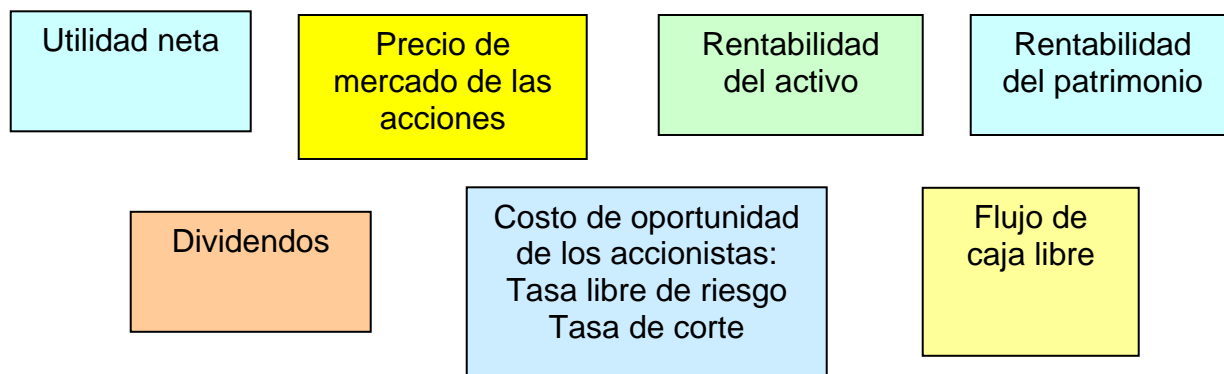 Utilidad neta
Precio de
mercado de las
acciones
Rentabilidad
del activo
Rentabilidad
del patrimonio
Dividendos
Costo de oportunidad
de los accionistas:
Tasa libre de riesgo
Tasa de corte
Flujo de
caja libre